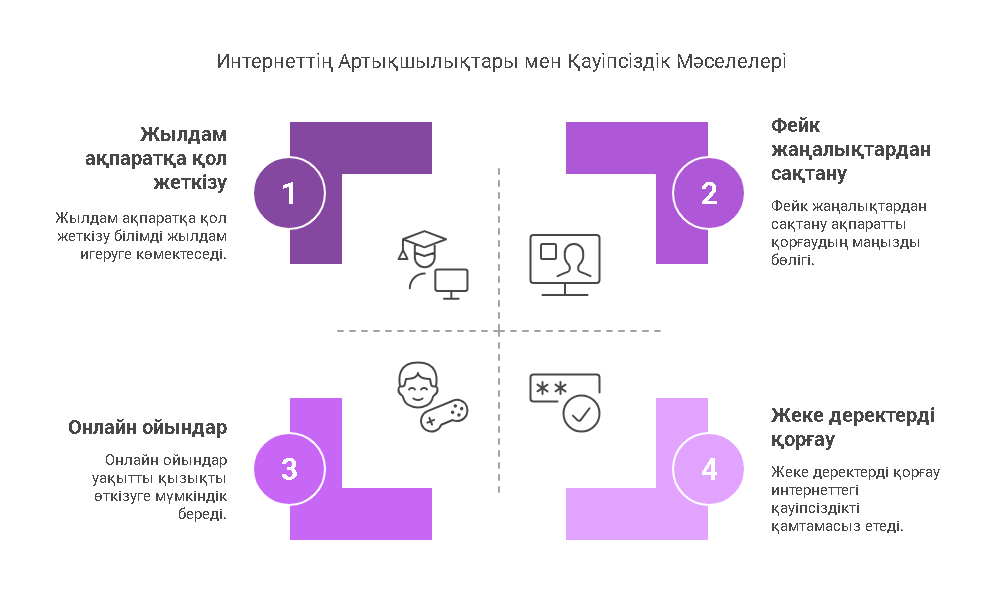 Интернеттің Артықшылықтары мен Қауіпсіздік Мәселелері
Жылдам
ақпаратқа қол
жеткізу
1
Жылдам ақпаратқа қол
жеткізу білімді жылдам
игеруге көмектеседі.
Фейк
жаңалықтардан
сақтану
2
Фейк жаңалықтардан
сақтану ақпаратты
қорғаудың маңызды
бөлігі.
Онлайн ойындар
3
Онлайн ойындар
уақытты қызықты
өткізуге мүмкіндік
береді.
**
Жеке деректерді
қорғау
4
Жеке деректерді қорғау
интернеттегі
қауіпсіздікті
қамтамасыз етеді.